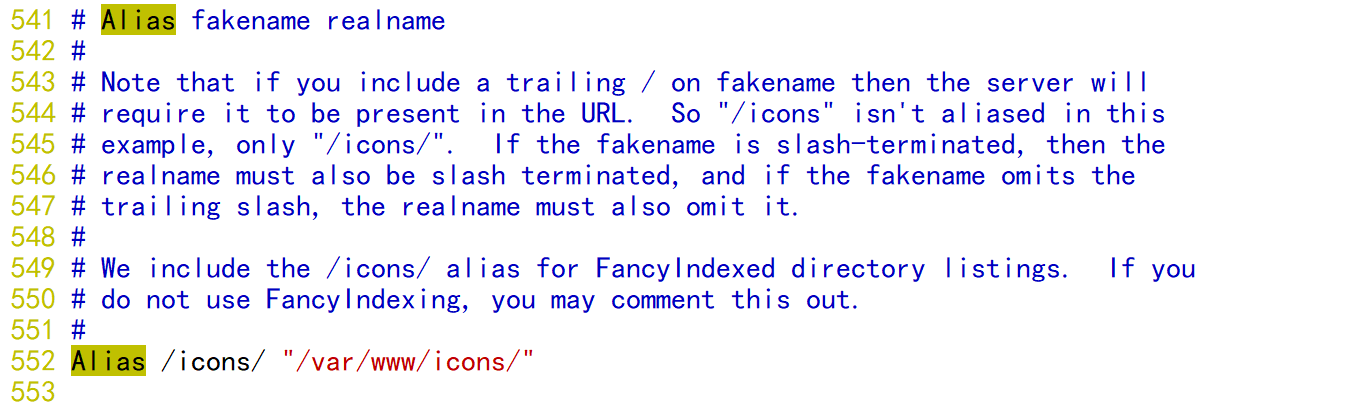 541 # Alias fakename realname
542 #
543 # Note that if you include a trailing / on fakename then the server will
544 # require it to be present in the URL.  So "/icons" isn't aliased in this
545 # example, only "/icons/".  If the fakename is slash-terminated, then the
546 # realname must also be slash terminated, and if the fakename omits the
547 # trailing slash, the realname must also omit it.
548 #
549 # We include the /icons/ alias for FancyIndexed directory listings.  If you
550 # do not use FancyIndexing, you may comment this out.
551 #
552 Alias /icons/ "/var/www/icons/"
553